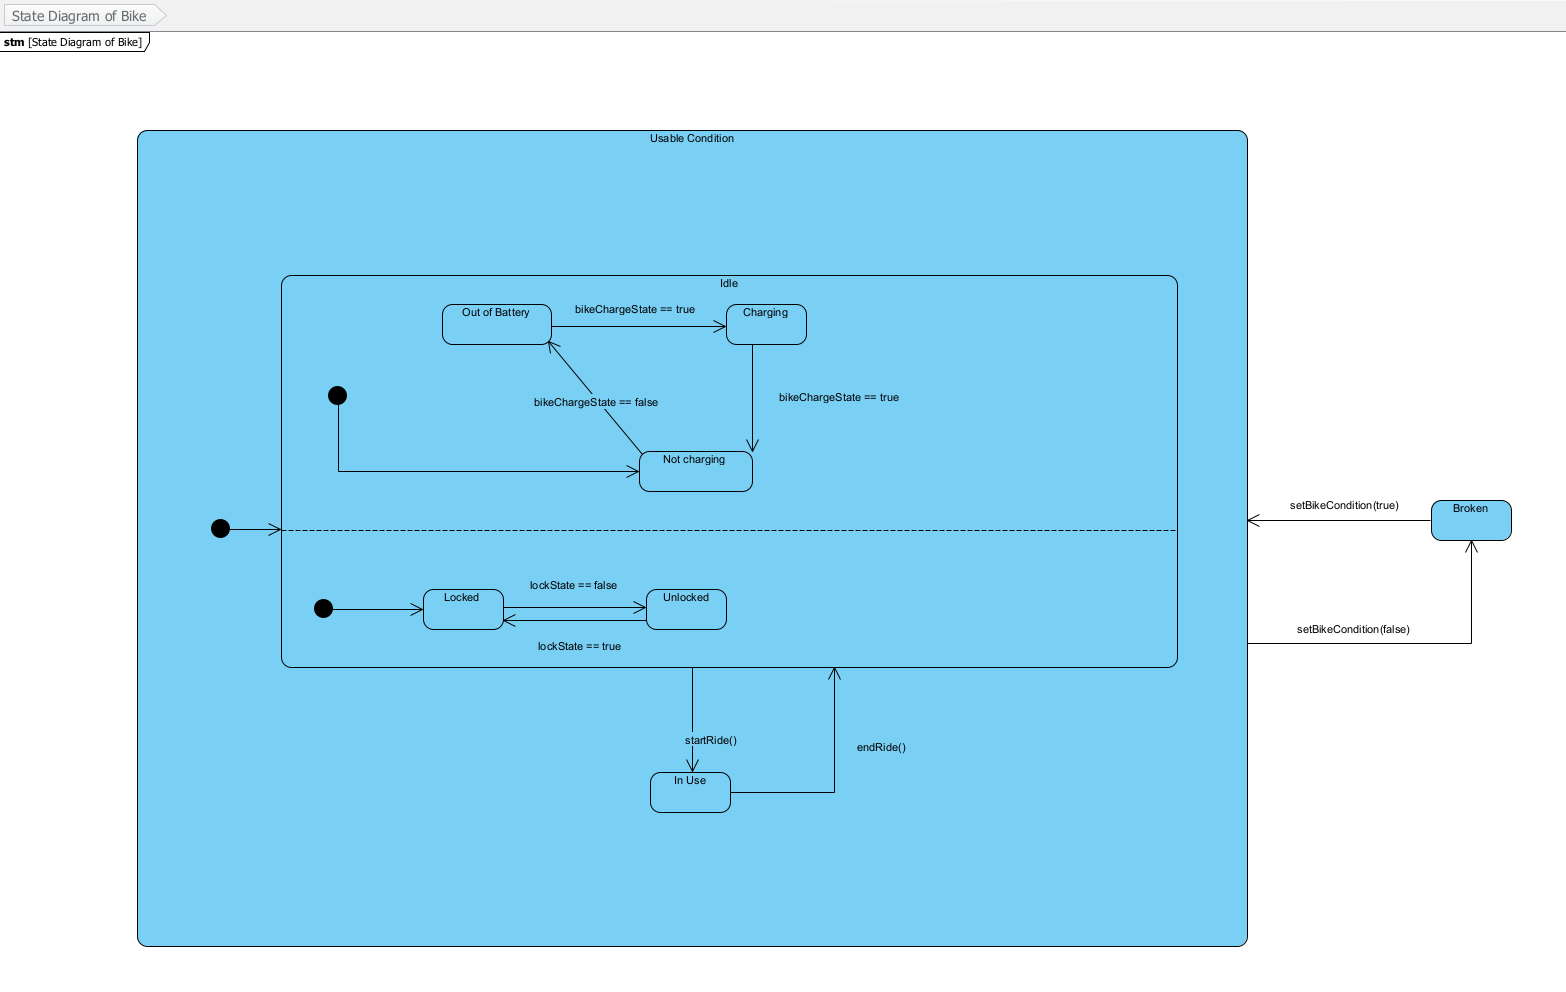 State Diagram of Bike
stm [State Diagram of Bike]
Usable Condition
Idle
Out of Battery
bikeChargeState == true
Charging
bikeChargeState == false
bikeChargeState == true
Not charging
setBikeCondition(true)
Broken
lockState == false
Locked
Unlocked
lockState == true
setBikeCondition(false)
startRide()
endRide()
In Use